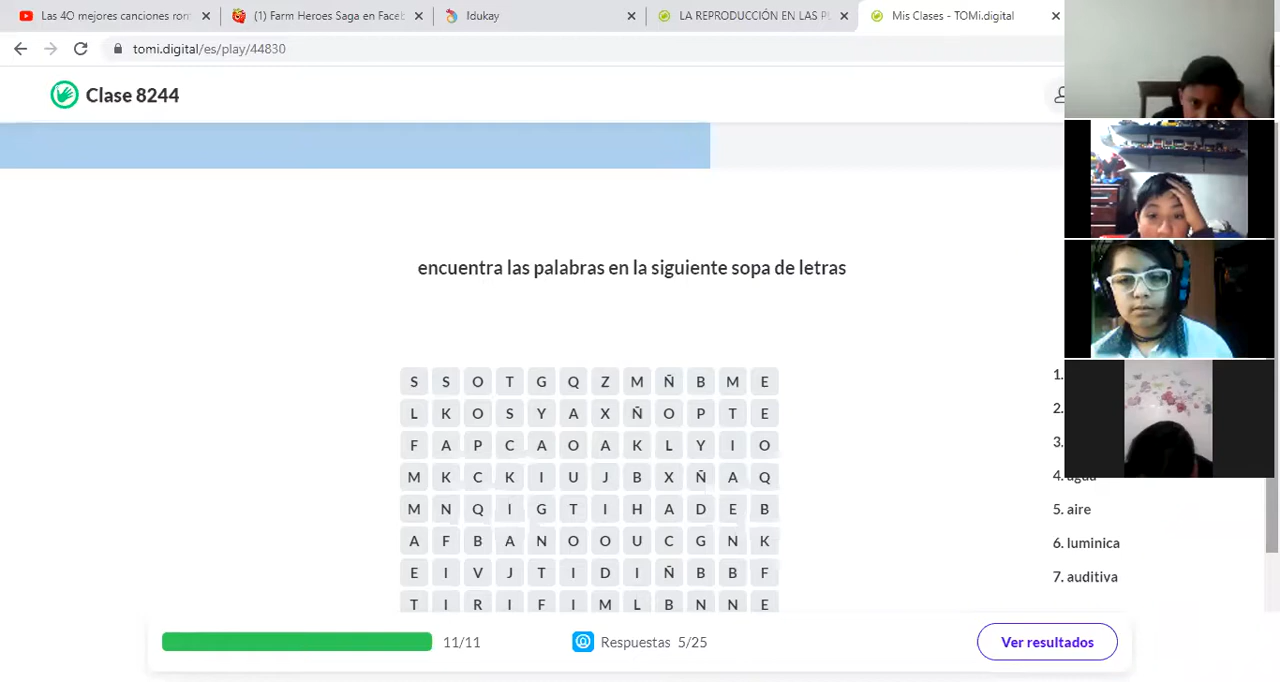 Las 40 mejores canciones rom
(1) Farm Heroes Saga en Faceb
Idukay
LA REPRODUCCIÓN EN LAS PL
Mis Clases - TOMi.digital
tomi.digital/es/play/44830
Clase 8244
encuentra las palabras en la siguiente sopa de letras
S S O T G Q Z M Ñ B M E
L K O S Y A X Ñ O P T E
F A P C A O A K L Y I O
M K C K I U J B X Ñ A Q
M N Q I G T I H A D E B
A F B A N O O U C G N K
E I V J T I D I Ñ B B F
T I R I F I M L B N N E
1.
2.
3.
4. agua
5. aire
6. luminica
7. auditiva
11/11
Respuestas 5/25
Ver resultados